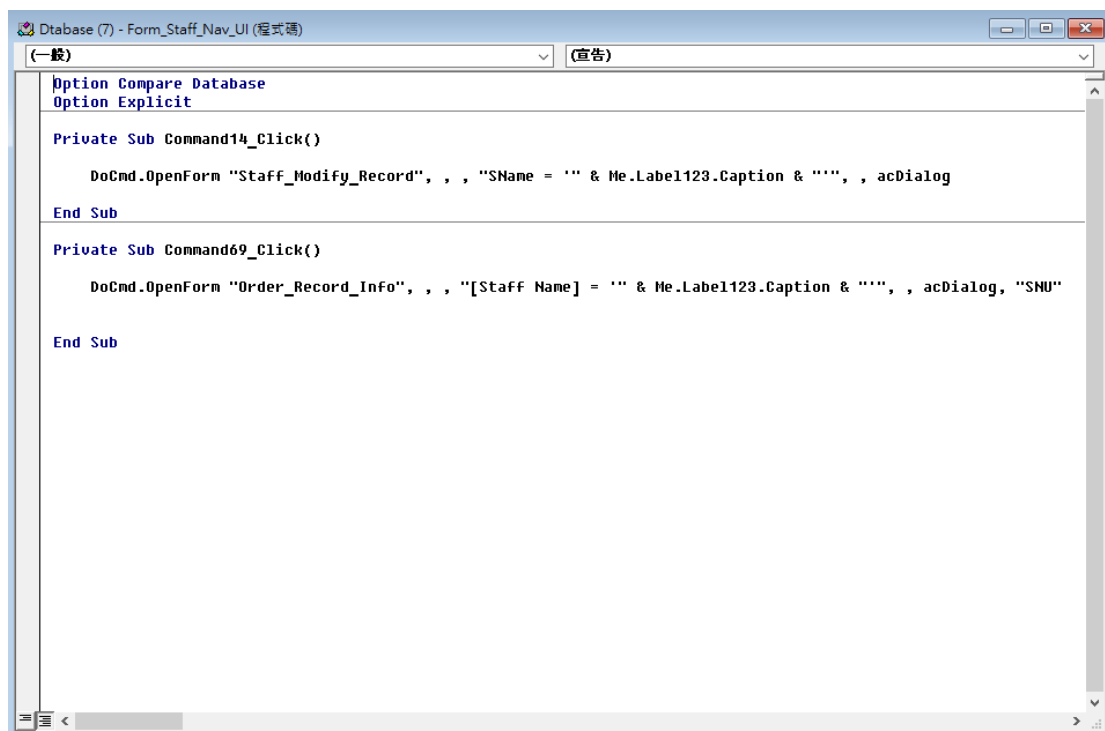 Dtabase (7) - Form_Staff_Nav_UI (程式碼)
(一般)
(宣告)
Option Compare Database
Option Explicit
Private Sub Command14_Click()
DoCmd.OpenForm "Staff_Modify_Record", , , "SName = '" & Me.Label123.Caption & "'", , acDialog
End Sub
Private Sub Command69_Click()
DoCmd.OpenForm "Order_Record_Info", , , "[Staff Name] = '" & Me.Label123.Caption & "'", , acDialog, "SNU"
End Sub